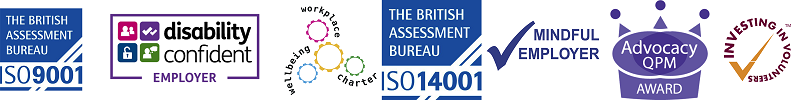 THE BRITISH
ASSESSMENT
BUREAU
ISO9001
disability
confident
EMPLOYER
workplace
wellbeing
charter
THE BRITISH
ASSESSMENT
BUREAU
ISO14001
MINDFUL
EMPLOYER
Advocacy
QPM
AWARD
INVESTING IN VOLUNTEERS